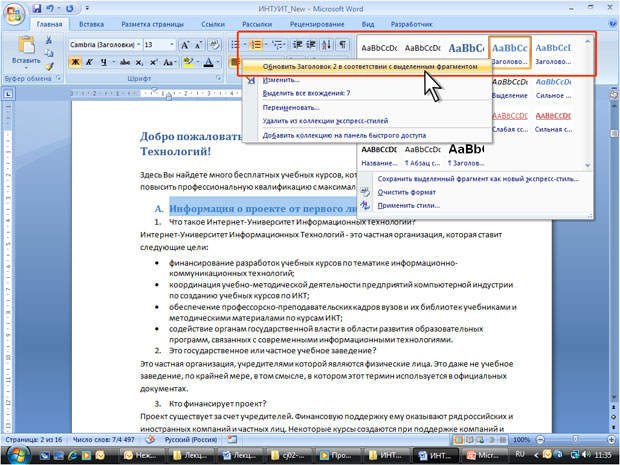 ИНТУИТ_New - Microsoft Word
Главная Вставка Разметка страницы Ссылки Рассылки Рецензирование Вид Разработчик
Cambria (Заголовки) 13
Вставить
Ж К Ч abc Aa
Буфер обмена Шрифт
АаBbCcDc АаBbCcDc AaBbCc AaBbCc AaBbCcI
Заголово... Заголово...
Обновить Заголовок 2 в соответствии с выделенным фрагментом
Изменить...
Выделить все вхождения: 7
Переименовать...
Удалить из коллекции экспресс-стилей
Добавить коллекцию на панель быстрого доступа
Выделение Сильное ...
Слабая сс... Сильная с...
AABBCCDC AaBbCcDc AaBbC
Название... ¶ Абзац с... ¶ Заголов...
Сохранить выделенный фрагмент как новый экспресс-стиль...
Очистить формат
Применить стили...
Добро пожаловать
Технологий!
Здесь Вы найдете много бесплатных учебных курсов,
повысить профессиональную квалификацию с
A. Информация о проекте от первого
1. Что такое Интернет-Университет Информационных Технологий?
Интернет-Университет Информационных Технологий - это частная организация, которая ставит
следующие цели:
• финансирование разработок учебных курсов по тематике информационно-
коммуникационных технологий;
• координация учебно-методической деятельности предприятий компьютерной индустрии
по созданию учебных курсов по ИКТ;
• обеспечение профессорско-преподавательских кадров вузов и их библиотек учебниками и
методическими материалами по курсам ИКТ;
• содействие органам государственной власти в области развития образовательных
программ, связанных с современными информационными технологиями.
2. Это государственное или частное учебное заведение?
Это частная организация, учредителями которой являются физические лица. Это даже не учебное
заведение, по крайней мере, в том смысле, в котором этот термин используется в официальных
документах.
3. Кто финансирует проект?
Проект существует за счет учредителей. Финансовую поддержку ему оказывают ряд российских и
иностранных компаний и частных лиц. Некоторые курсы создаются при поддержке компаний и
Страница: 2 из 16 Число слов: 7/4 497 Русский (Россия) 100%
Неж... Лекц... Лекц... cj02-... Про... ИНТ... ИНТ... Micros... RU 11:35